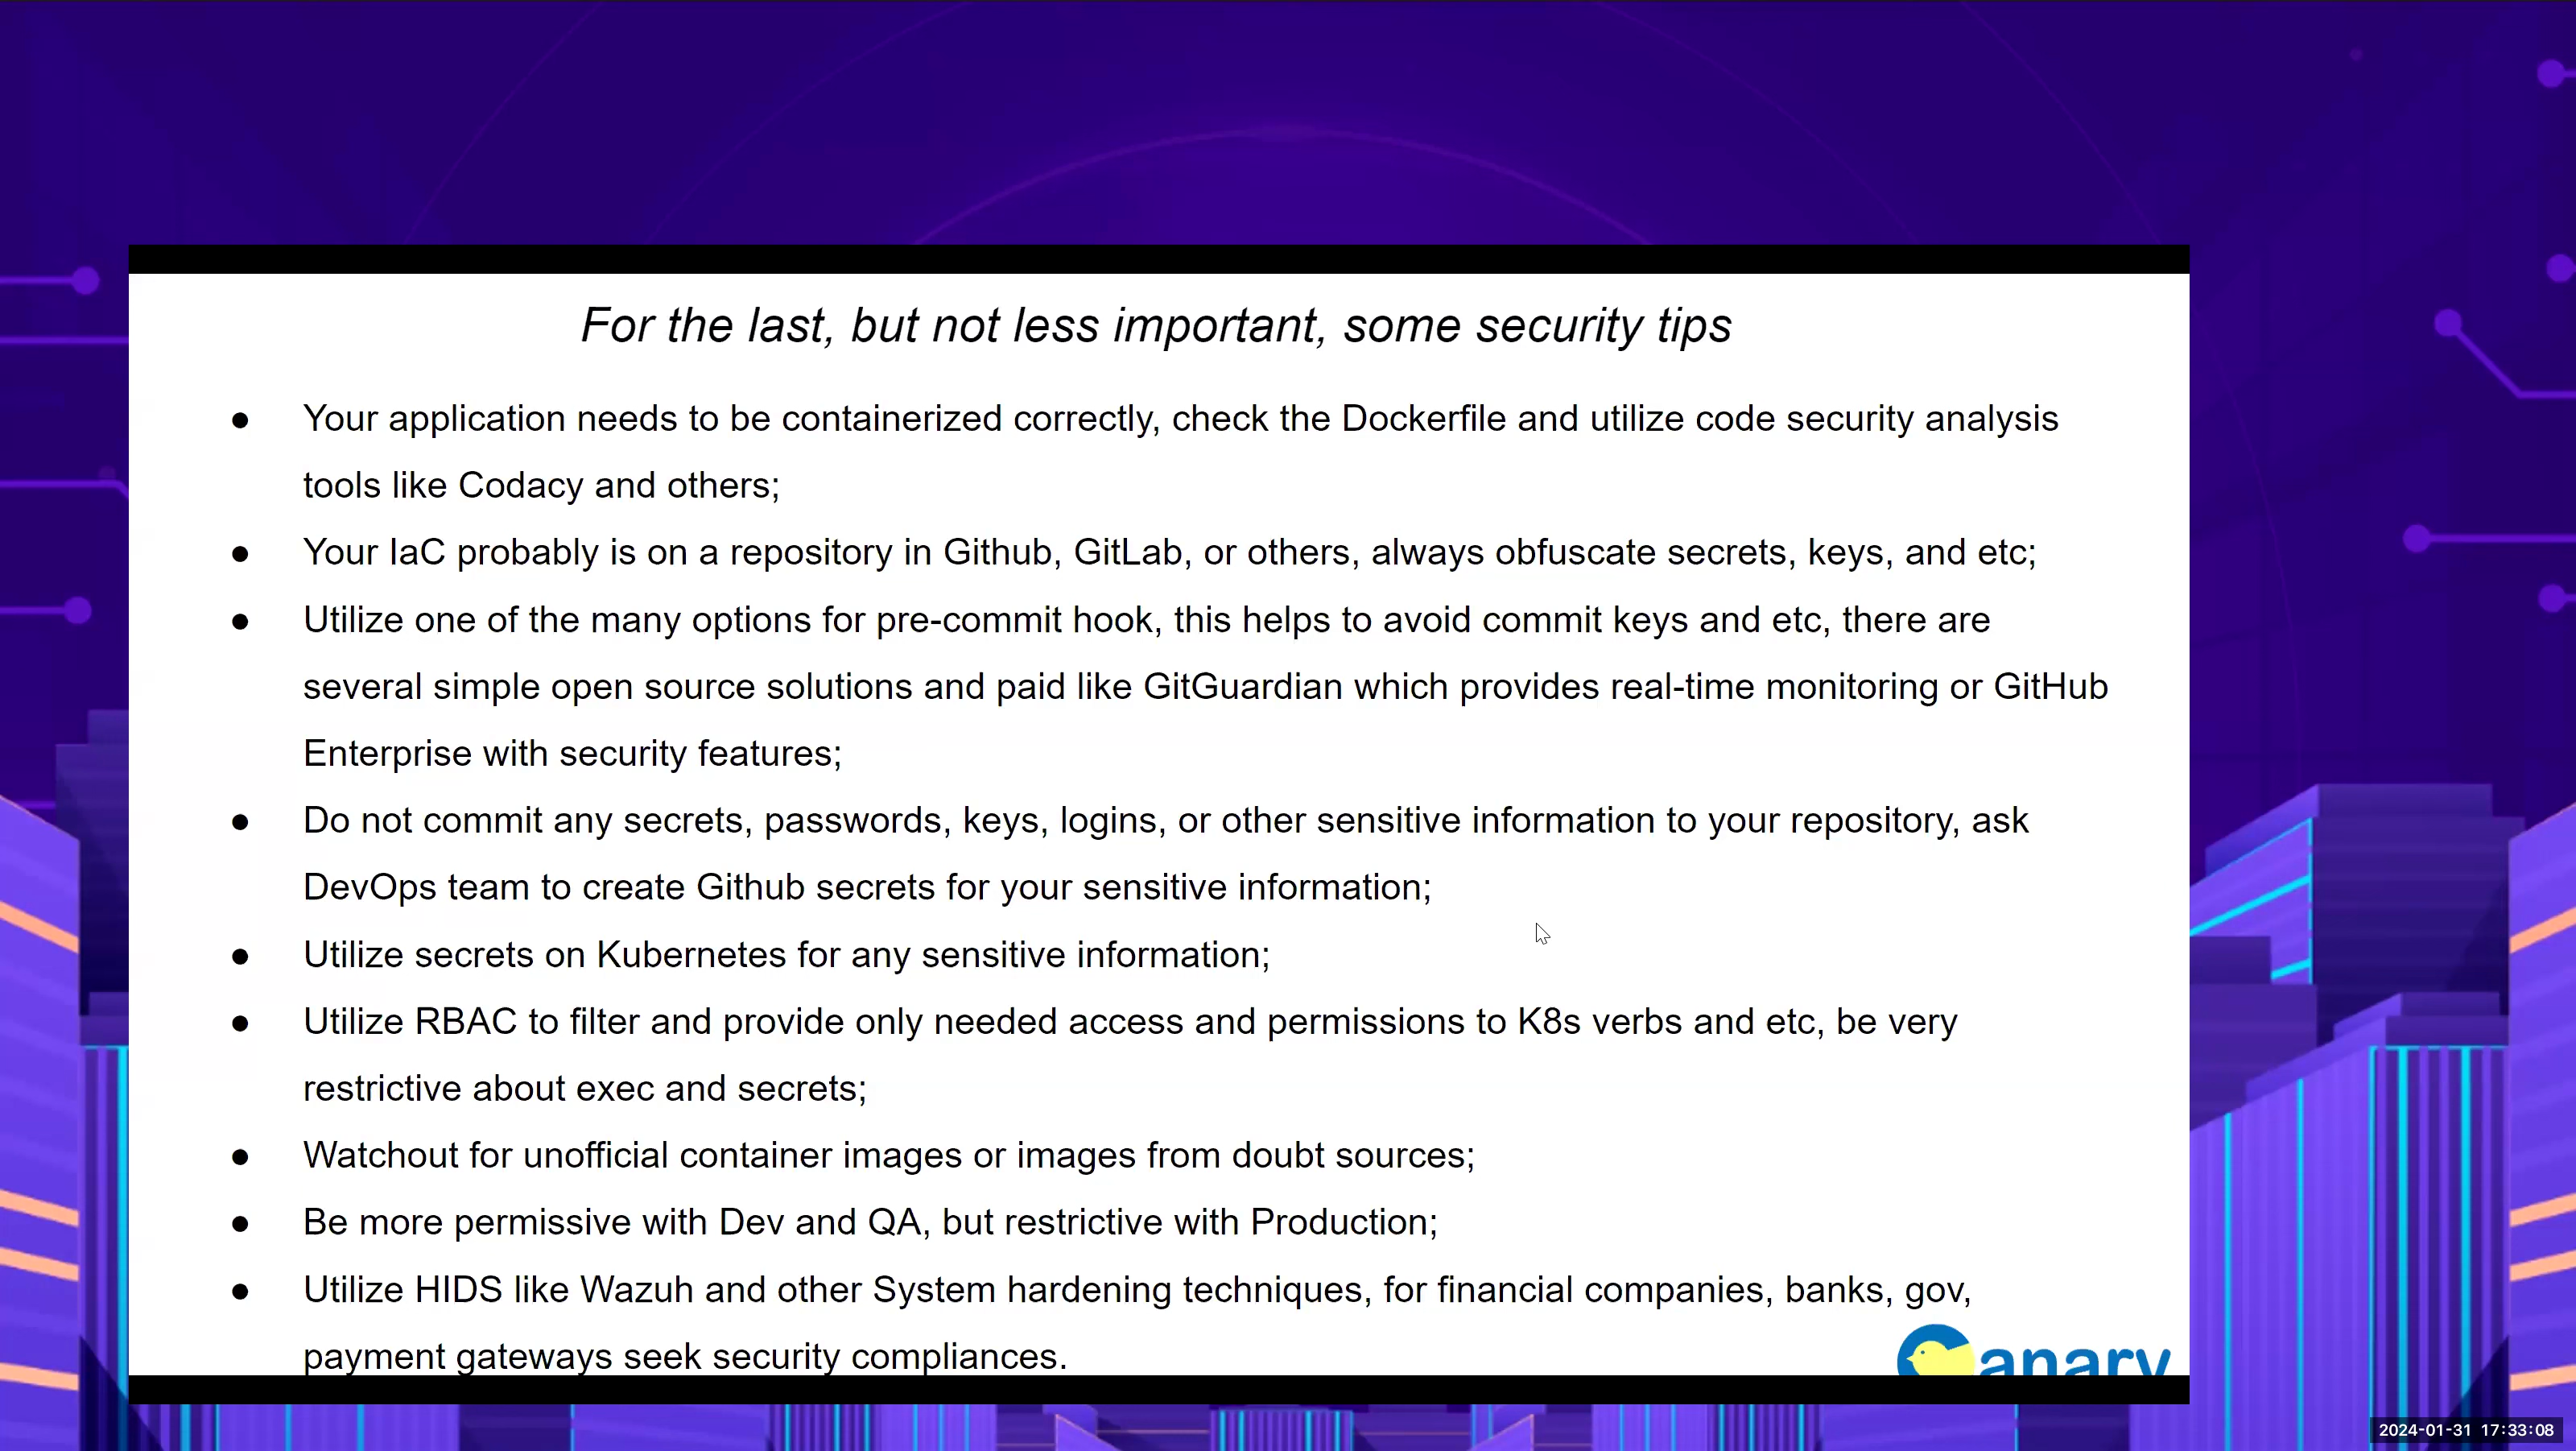 For the last, but not less important, some security tips
● Your application needs to be containerized correctly, check the Dockerfile and utilize code security analysis
tools like Codacy and others;
● Your IaC probably is on a repository in Github, GitLab, or others, always obfuscate secrets, keys, and etc;
● Utilize one of the many options for pre-commit hook, this helps to avoid commit keys and etc, there are
several simple open source solutions and paid like GitGuardian which provides real-time monitoring or GitHub
Enterprise with security features;
● Do not commit any secrets, passwords, keys, logins, or other sensitive information to your repository, ask
DevOps team to create Github secrets for your sensitive information;
● Utilize secrets on Kubernetes for any sensitive information;
● Utilize RBAC to filter and provide only needed access and permissions to K8s verbs and etc, be very
restrictive about exec and secrets;
● Watchout for unofficial container images or images from doubt sources;
● Be more permissive with Dev and QA, but restrictive with Production;
● Utilize HIDS like Wazuh and other System hardening techniques, for financial companies, banks, gov,
payment gateways seek security compliances.
Canary
2024-01-31 17:33:08